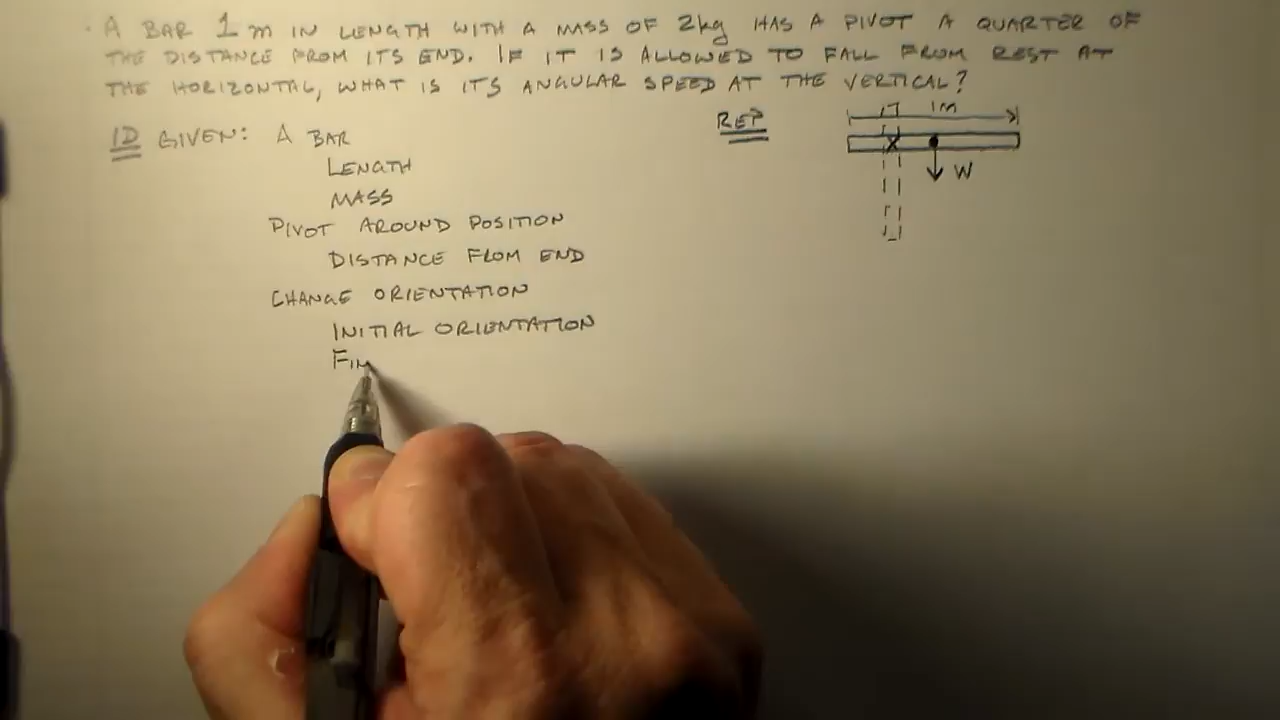 A BAR 1 m IN LENGTH WITH A MASS OF 2kg HAS A PIVOT A QUARTER OF
THE DISTANCE FROM ITS END. IF IT IS ALLOWED TO FALL FROM REST AT
THE HORIZONTAL, WHAT IS ITS ANGULAR SPEED AT THE VERTICAL?
ID GIVEN: A BAR
LENGTH
MASS
PIVOT AROUND POSITION
DISTANCE FROM END
CHANGE ORIENTATION
INITIAL ORIENTATION
FIN
REP
1M
X
W